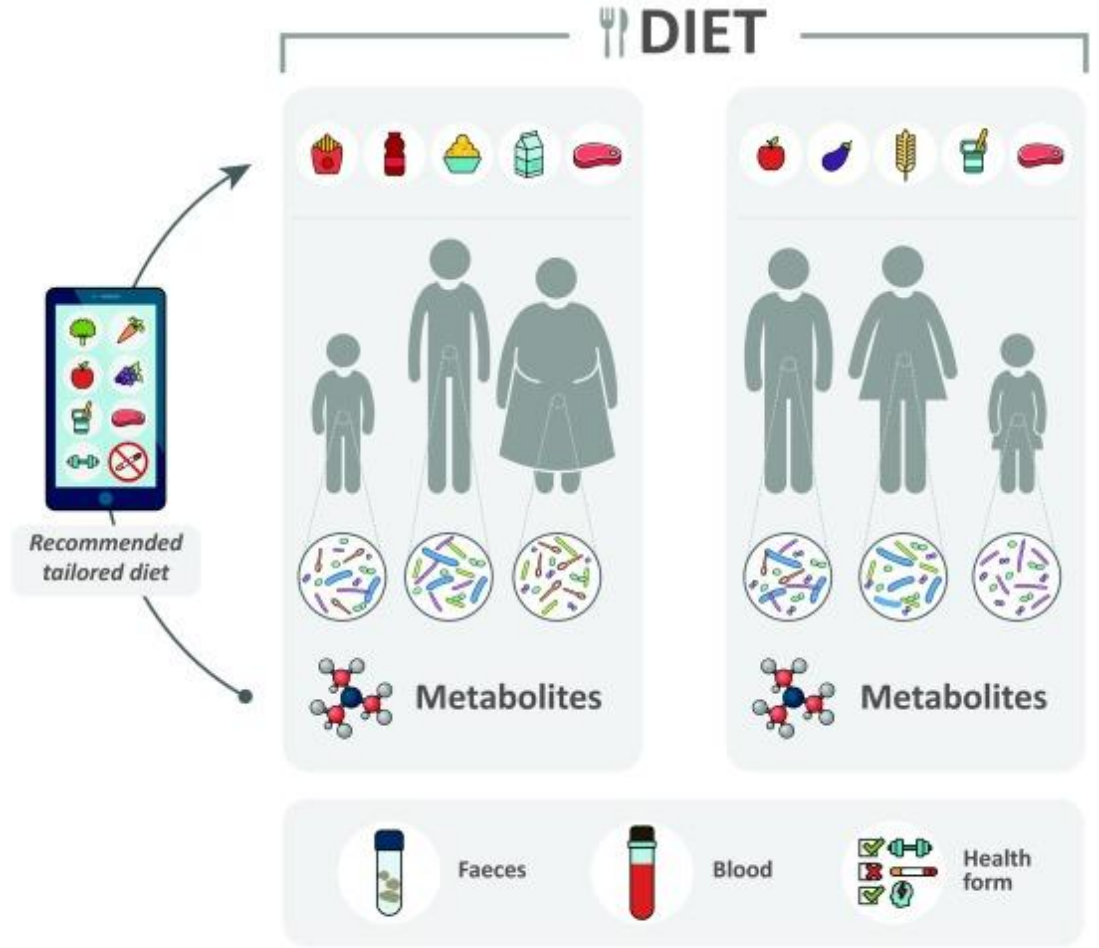 DIET
Recommended
tailored diet
Metabolites
Metabolites
Faeces
Blood
Health
form